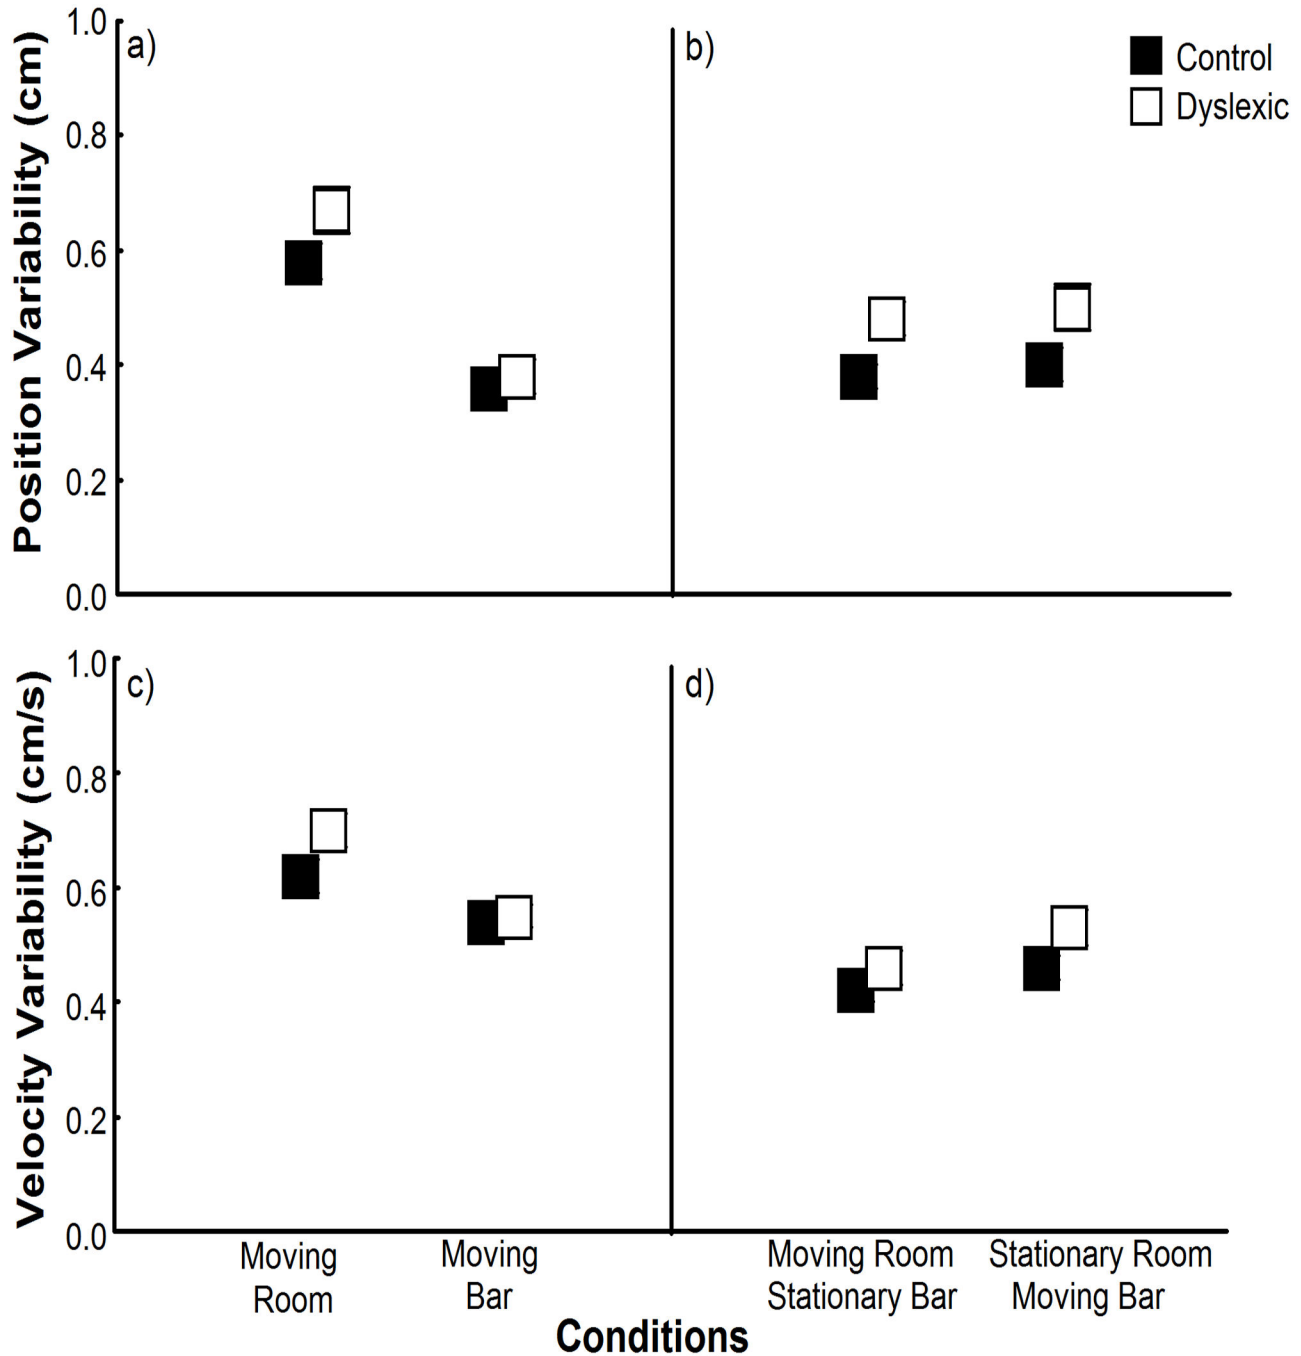 Position Variability (cm)
1.0
0.8
0.6
0.4
0.2
0.0
a)
b)
Control
Dyslexic
Velocity Variability (cm/s)
1.0
0.8
0.6
0.4
0.2
0.0
c)
d)
Moving
Room
Moving
Bar
Moving Room
Stationary Bar
Stationary Room
Moving Bar
Conditions